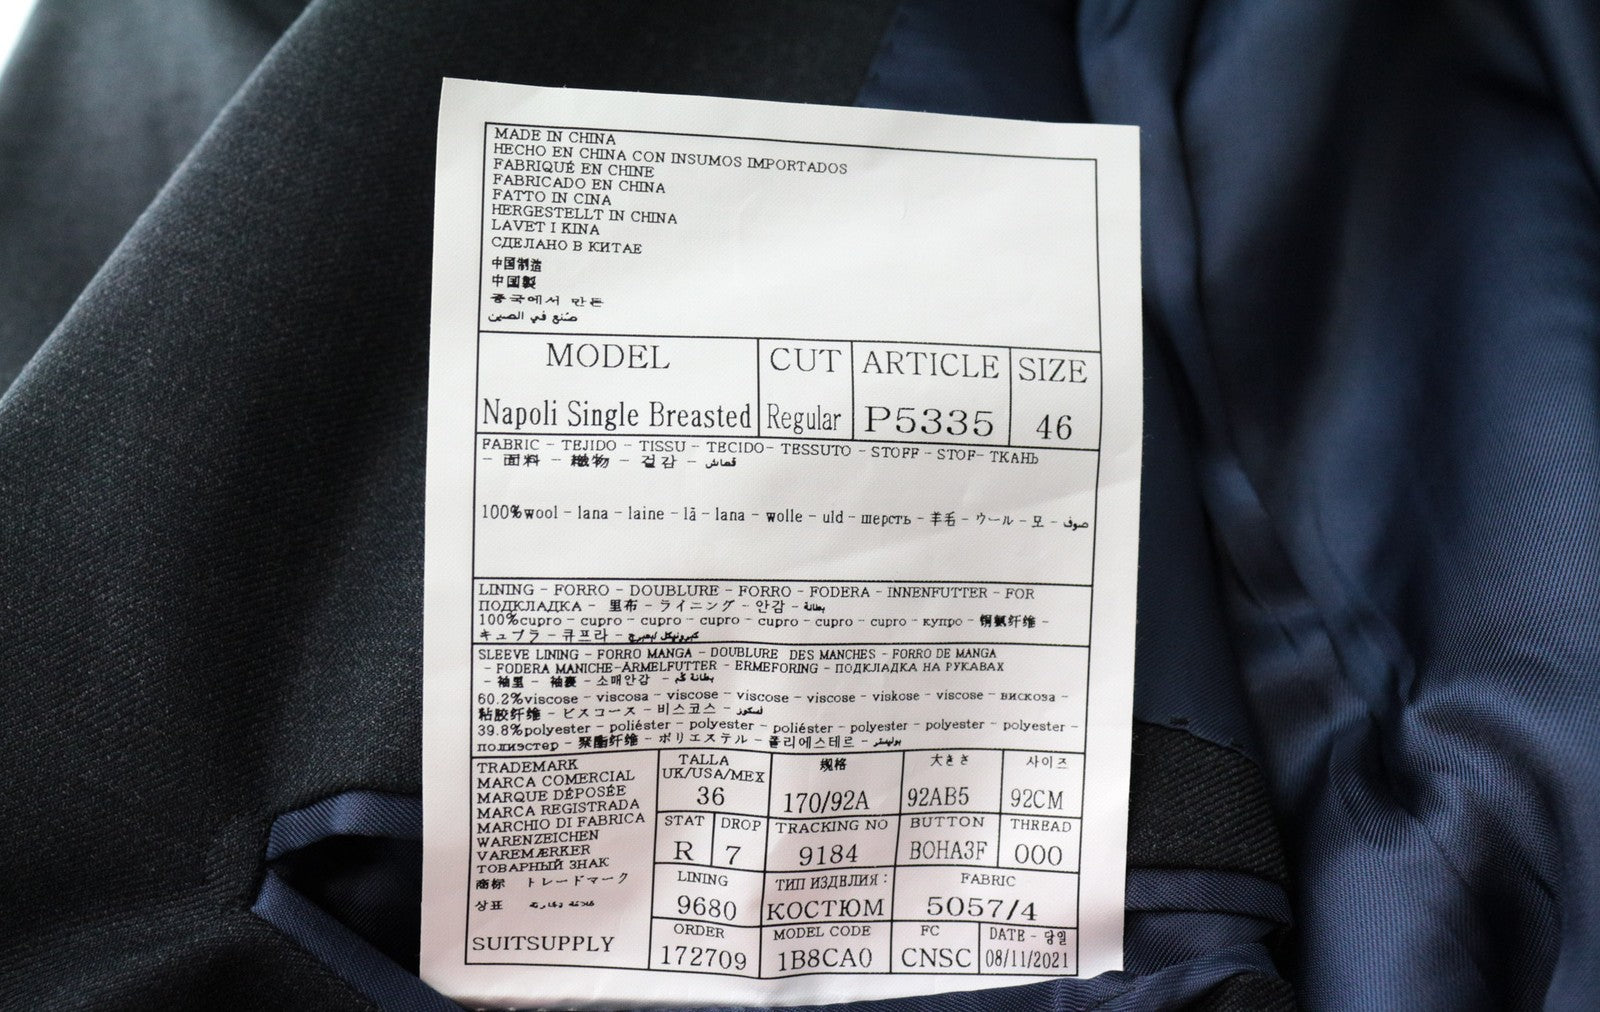 MADE IN CHINA
HECHO EN CHINA CON INSUMOS IMPORTADOS
FABRIQUÉ EN CHINE
FABRICADO EN CHINA
FATTO IN CINA
HERGESTELLT IN CHINA
LAVET I KINA
СДЕЛАНО В КИТАЕ
中国制造
中国製
중국에서 만든
صنع في الصين
MODEL CUT ARTICLE SIZE
Napoli Single Breasted Regular P5335 46
FABRIC - TEJIDO - TISSU - TECIDO- TESSUTO - STOFF - STOF- ТКАНЬ
- 面料 - 織物 - 겉감 - قماش
100%wool - lana - laine - lã - lana - wolle - uld - шерсть - 羊毛 - ウール - 모 - صوف
LINING - FORRO - DOUBLURE - FORRO - FODERA - INNENFUTTER - FOR
ПОДКЛАДКА - 里布 - ライニング - 안감 - بطانة
100%cupro - cupro - cupro - cupro - cupro - cupro - cupro - купро - 铜氨纤维 -
キュプラ - 큐프라 -
SLEEVE LINING - FORRO MANGA - DOUBLURE DES MANCHES - FORRO DE MANGA
- FODERA MANICHE-ARMELFUTTER - ERMEFORING - ПОДКЛАДКА НА РУКАВАХ
- 袖里 - 袖裏 - 소매안감 - بطانة كم
60.2%viscose - viscosa - viscose - viscose - viscose - viskose - viscose - вискоза -
粘胶纤维 - ビスコース - 비스코스 - فسكوز
39.8%polyester - poliéster - polyester - poliéster - polyester - polyester - polyester -
полиэстер - 聚酯纤维 - ポリエステル - 폴리에스테르 - بوليستر
TRADEMARK
MARCA COMERCIAL
MARQUE DÉPOSÉE
MARCA REGISTRADA
MARCHIO DI FABRICA
WARENZEICHEN
VAREMÆRKER
ТОВАРНЫЙ ЗНАК
商标 トレードマーク
상표
SUITSUPPLY
TALLA
UK/USA/MEX
36
规格
170/92A
大きさ
92AB5
사이즈
92CM
STAT DROP TRACKING NO BUTTON THREAD
R 7 9184 BOHA3F 000
LINING ТИП ИЗДЕЛИЯ : FABRIC
9680 КОСТЮМ 5057/4
ORDER MODEL CODE FC DATE - 당일
172709 1B8CA0 CNSC 08/11/2021